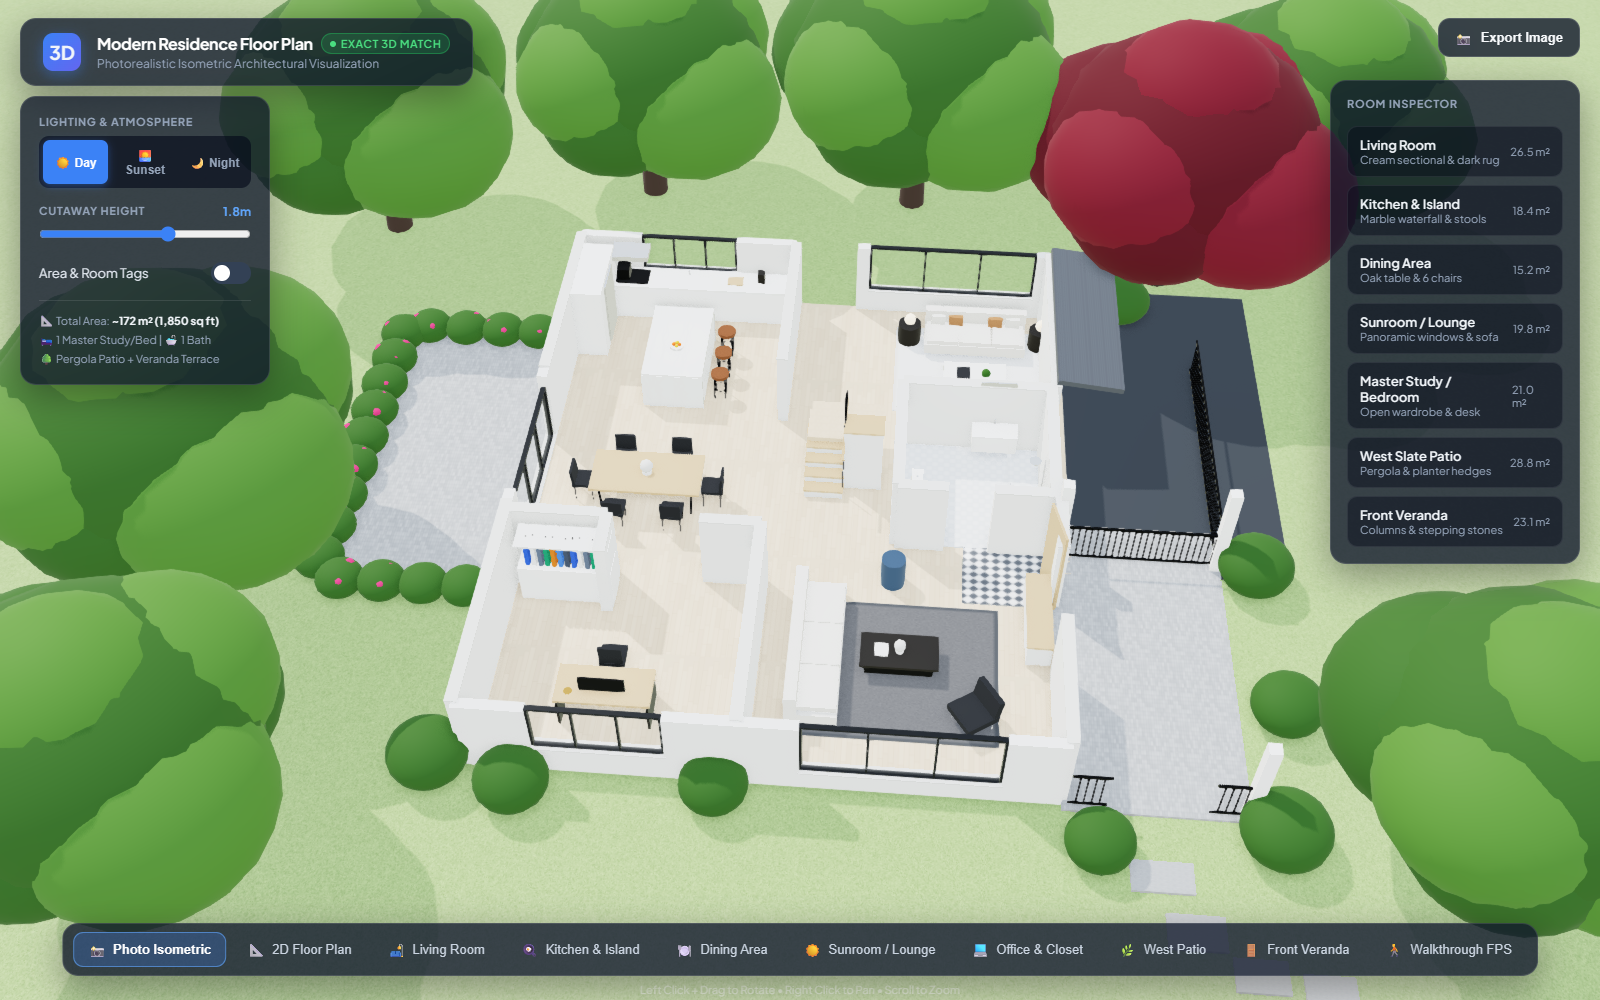 3D
Modern Residence Floor Plan
EXACT 3D MATCH
Photorealistic Isometric Architectural Visualization
Export Image
LIGHTING & ATMOSPHERE
Day
Sunset
Night
CUTAWAY HEIGHT
1.8m
Area & Room Tags
Total Area: ~172 m² (1,850 sq ft)
1 Master Study/Bed | 1 Bath
Pergola Patio + Veranda Terrace
ROOM INSPECTOR
Living Room
Cream sectional & dark rug
26.5 m²
Kitchen & Island
Marble waterfall & stools
18.4 m²
Dining Area
Oak table & 6 chairs
15.2 m²
Sunroom / Lounge
Panoramic windows & sofa
19.8 m²
Master Study /
Bedroom
Open wardrobe & desk
21.0
m²
West Slate Patio
Pergola & planter hedges
28.8 m²
Front Veranda
Columns & stepping stones
23.1 m²
Photo Isometric
2D Floor Plan
Living Room
Kitchen & Island
Dining Area
Sunroom / Lounge
Office & Closet
West Patio
Front Veranda
Walkthrough FPS
Left Click + Drag to Rotate • Right Click to Pan • Scroll to Zoom